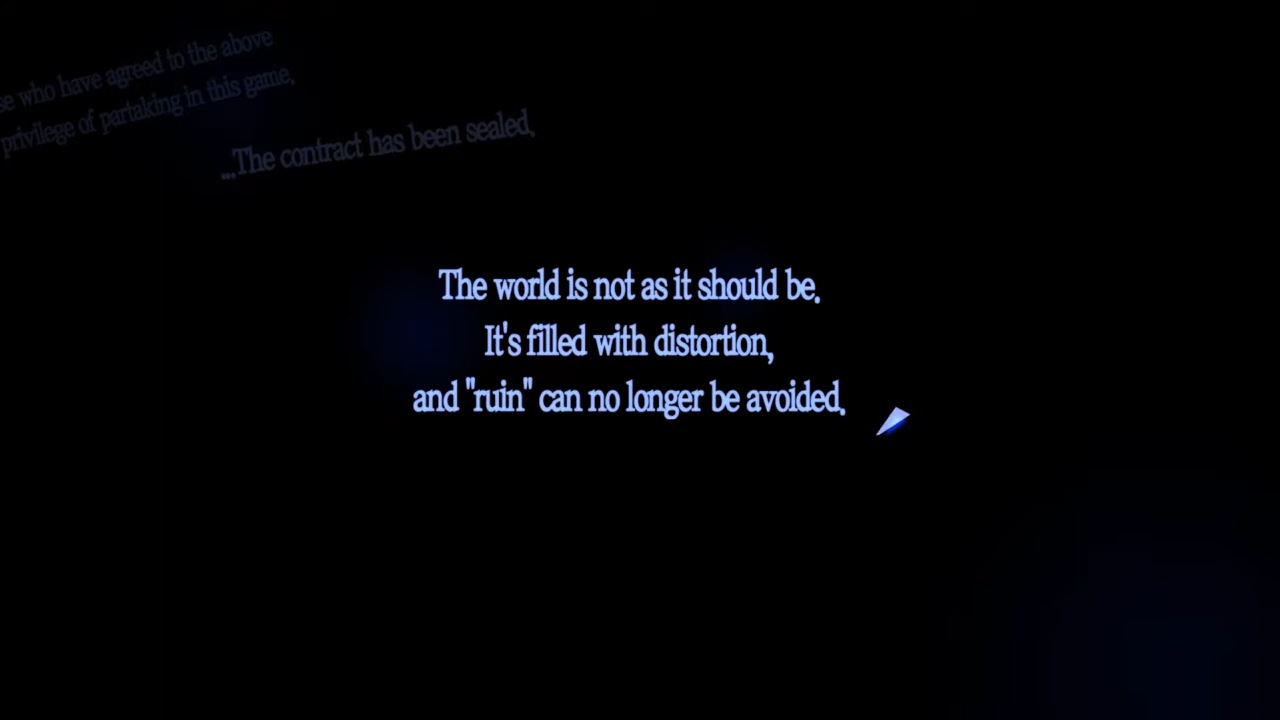 se who have agreed to the above
privilege of partaking in this game.
...The contract has been sealed.
The world is not as it should be.
It's filled with distortion,
and "ruin" can no longer be avoided.